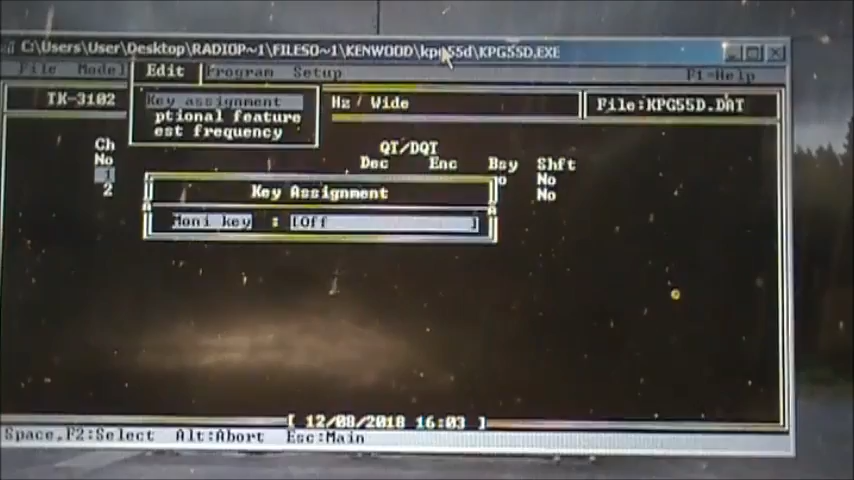 C:\Users\User\Desktop\RADIOP~1\FILESO~1\KENWOOD\kpg55d\KPG55D.EXE
File Model Edit Program Setup F1=Help
TK-3102 Hz / Wide File:KPG55D.DAT
Key assignment
ptional feature
est frequency
Ch QT/DQT
No Dec Enc Bsy Shft
1 o No
2 No
Key Assignment
Moni key : [Off ]
[ 12/08/2018 16:03 ]
Space,F2:Select Alt:Abort Esc:Main